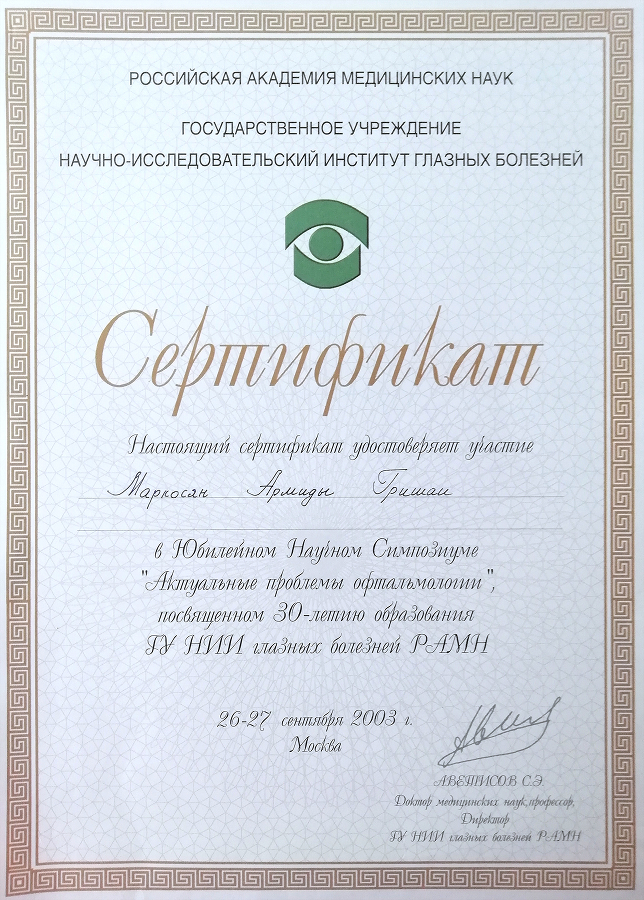 РОССИЙСКАЯ АКАДЕМИЯ МЕДИЦИНСКИХ НАУК
ГОСУДАРСТВЕННОЕ УЧРЕЖДЕНИЕ
НАУЧНО-ИССЛЕДОВАТЕЛЬСКИЙ ИНСТИТУТ ГЛАЗНЫХ БОЛЕЗНЕЙ
Сертификат
Настоящий сертификат удостоверяет участие
Маркосян Армиды Гришаи
в Юбилейном Научном Симпозиуме
"Актуальные проблемы офтальмологии",
посвященном 30-летию образования
ГУ НИИ глазных болезней РАМН
26-27 сентября 2003 г.
Москва
АВЕТИСОВ С.Э.
Доктор медицинских наук, профессор,
Директор
ГУ НИИ глазных болезней РАМН